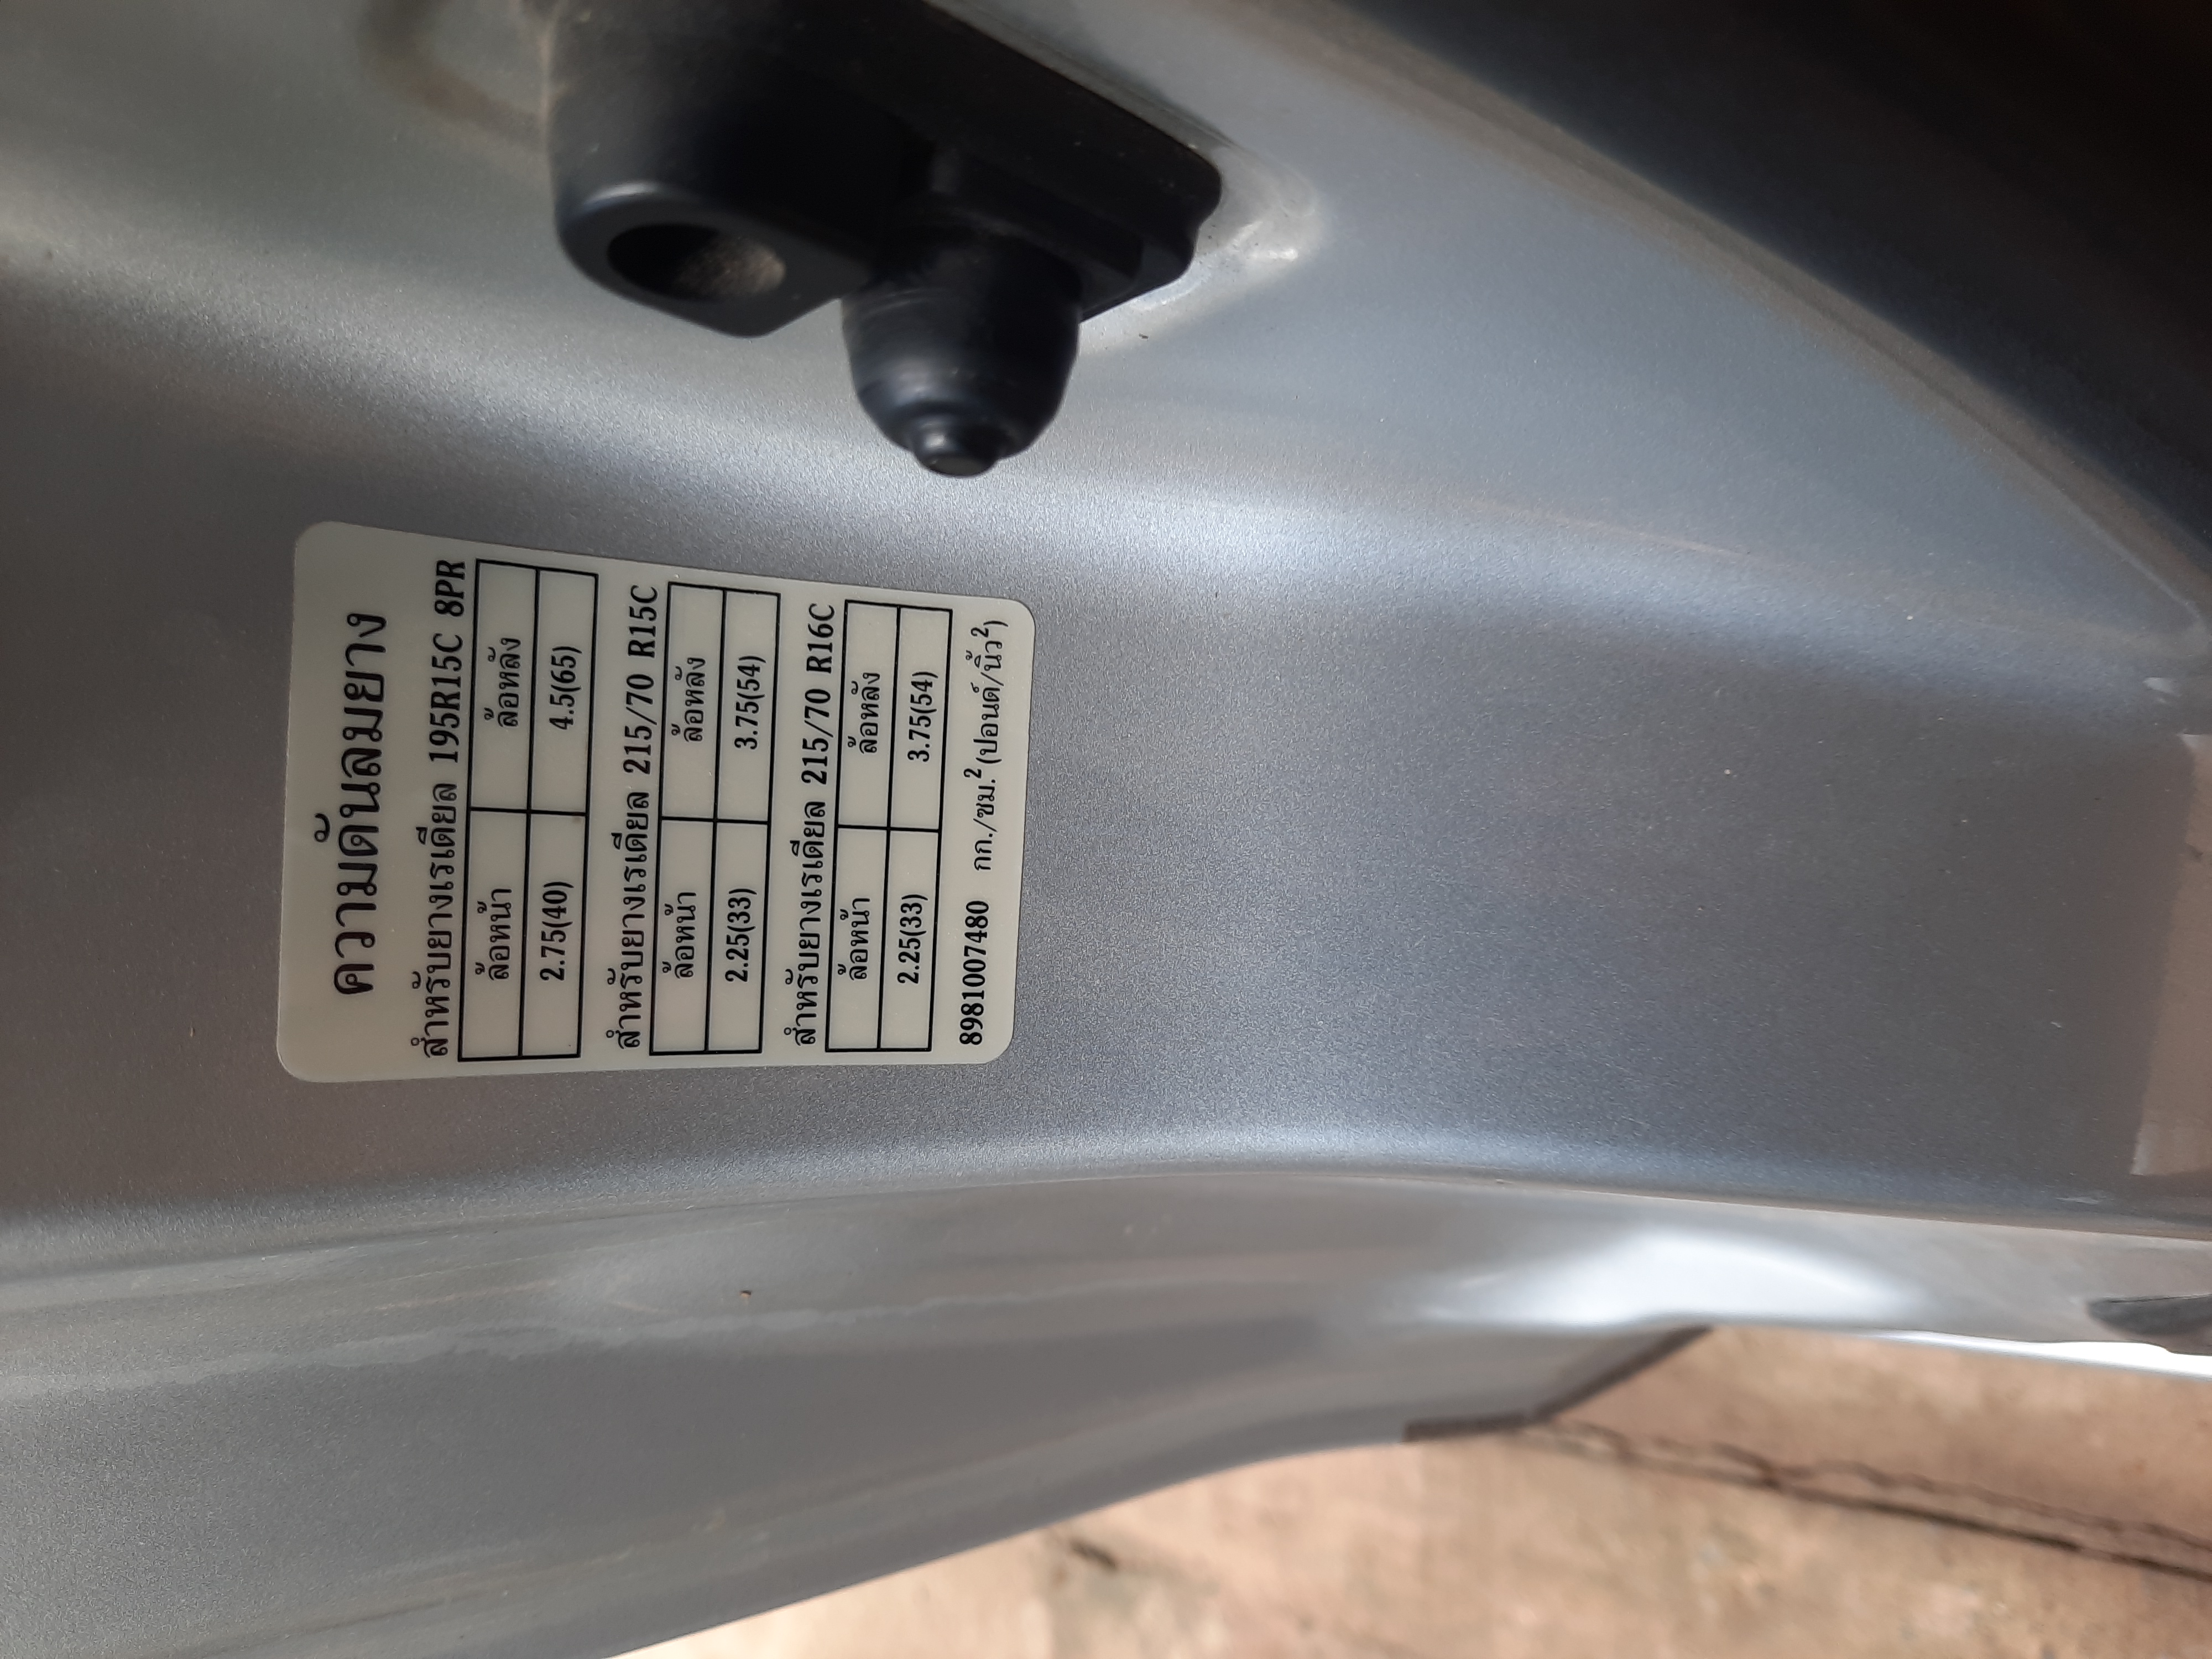 ความดันลมยาง
สำหรับยางเรเดียล 195R15C 8PR
ล้อหน้า ล้อหลัง
2.75(40) 4.5(65)
สำหรับยางเรเดียล 215/70 R15C
ล้อหน้า ล้อหลัง
2.25(33) 3.75(54)
สำหรับยางเรเดียล 215/70 R16C
ล้อหน้า ล้อหลัง
2.25(33) 3.75(54)
8981007480 กก./ซม.² (ปอนด์/นิ้ว²)